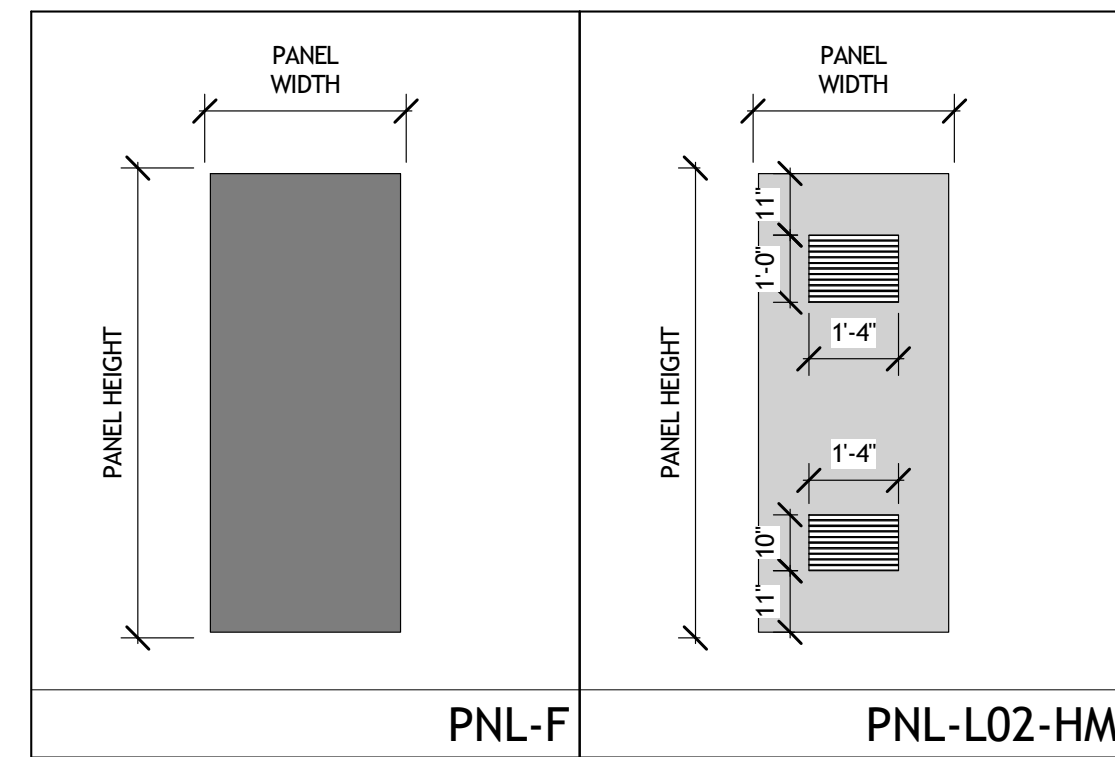 PANEL
WIDTH
PANEL HEIGHT
PNL-F
PANEL
WIDTH
PANEL HEIGHT
11"
1'-0"
1'-4"
1'-4"
10"
11"
PNL-L02-HM